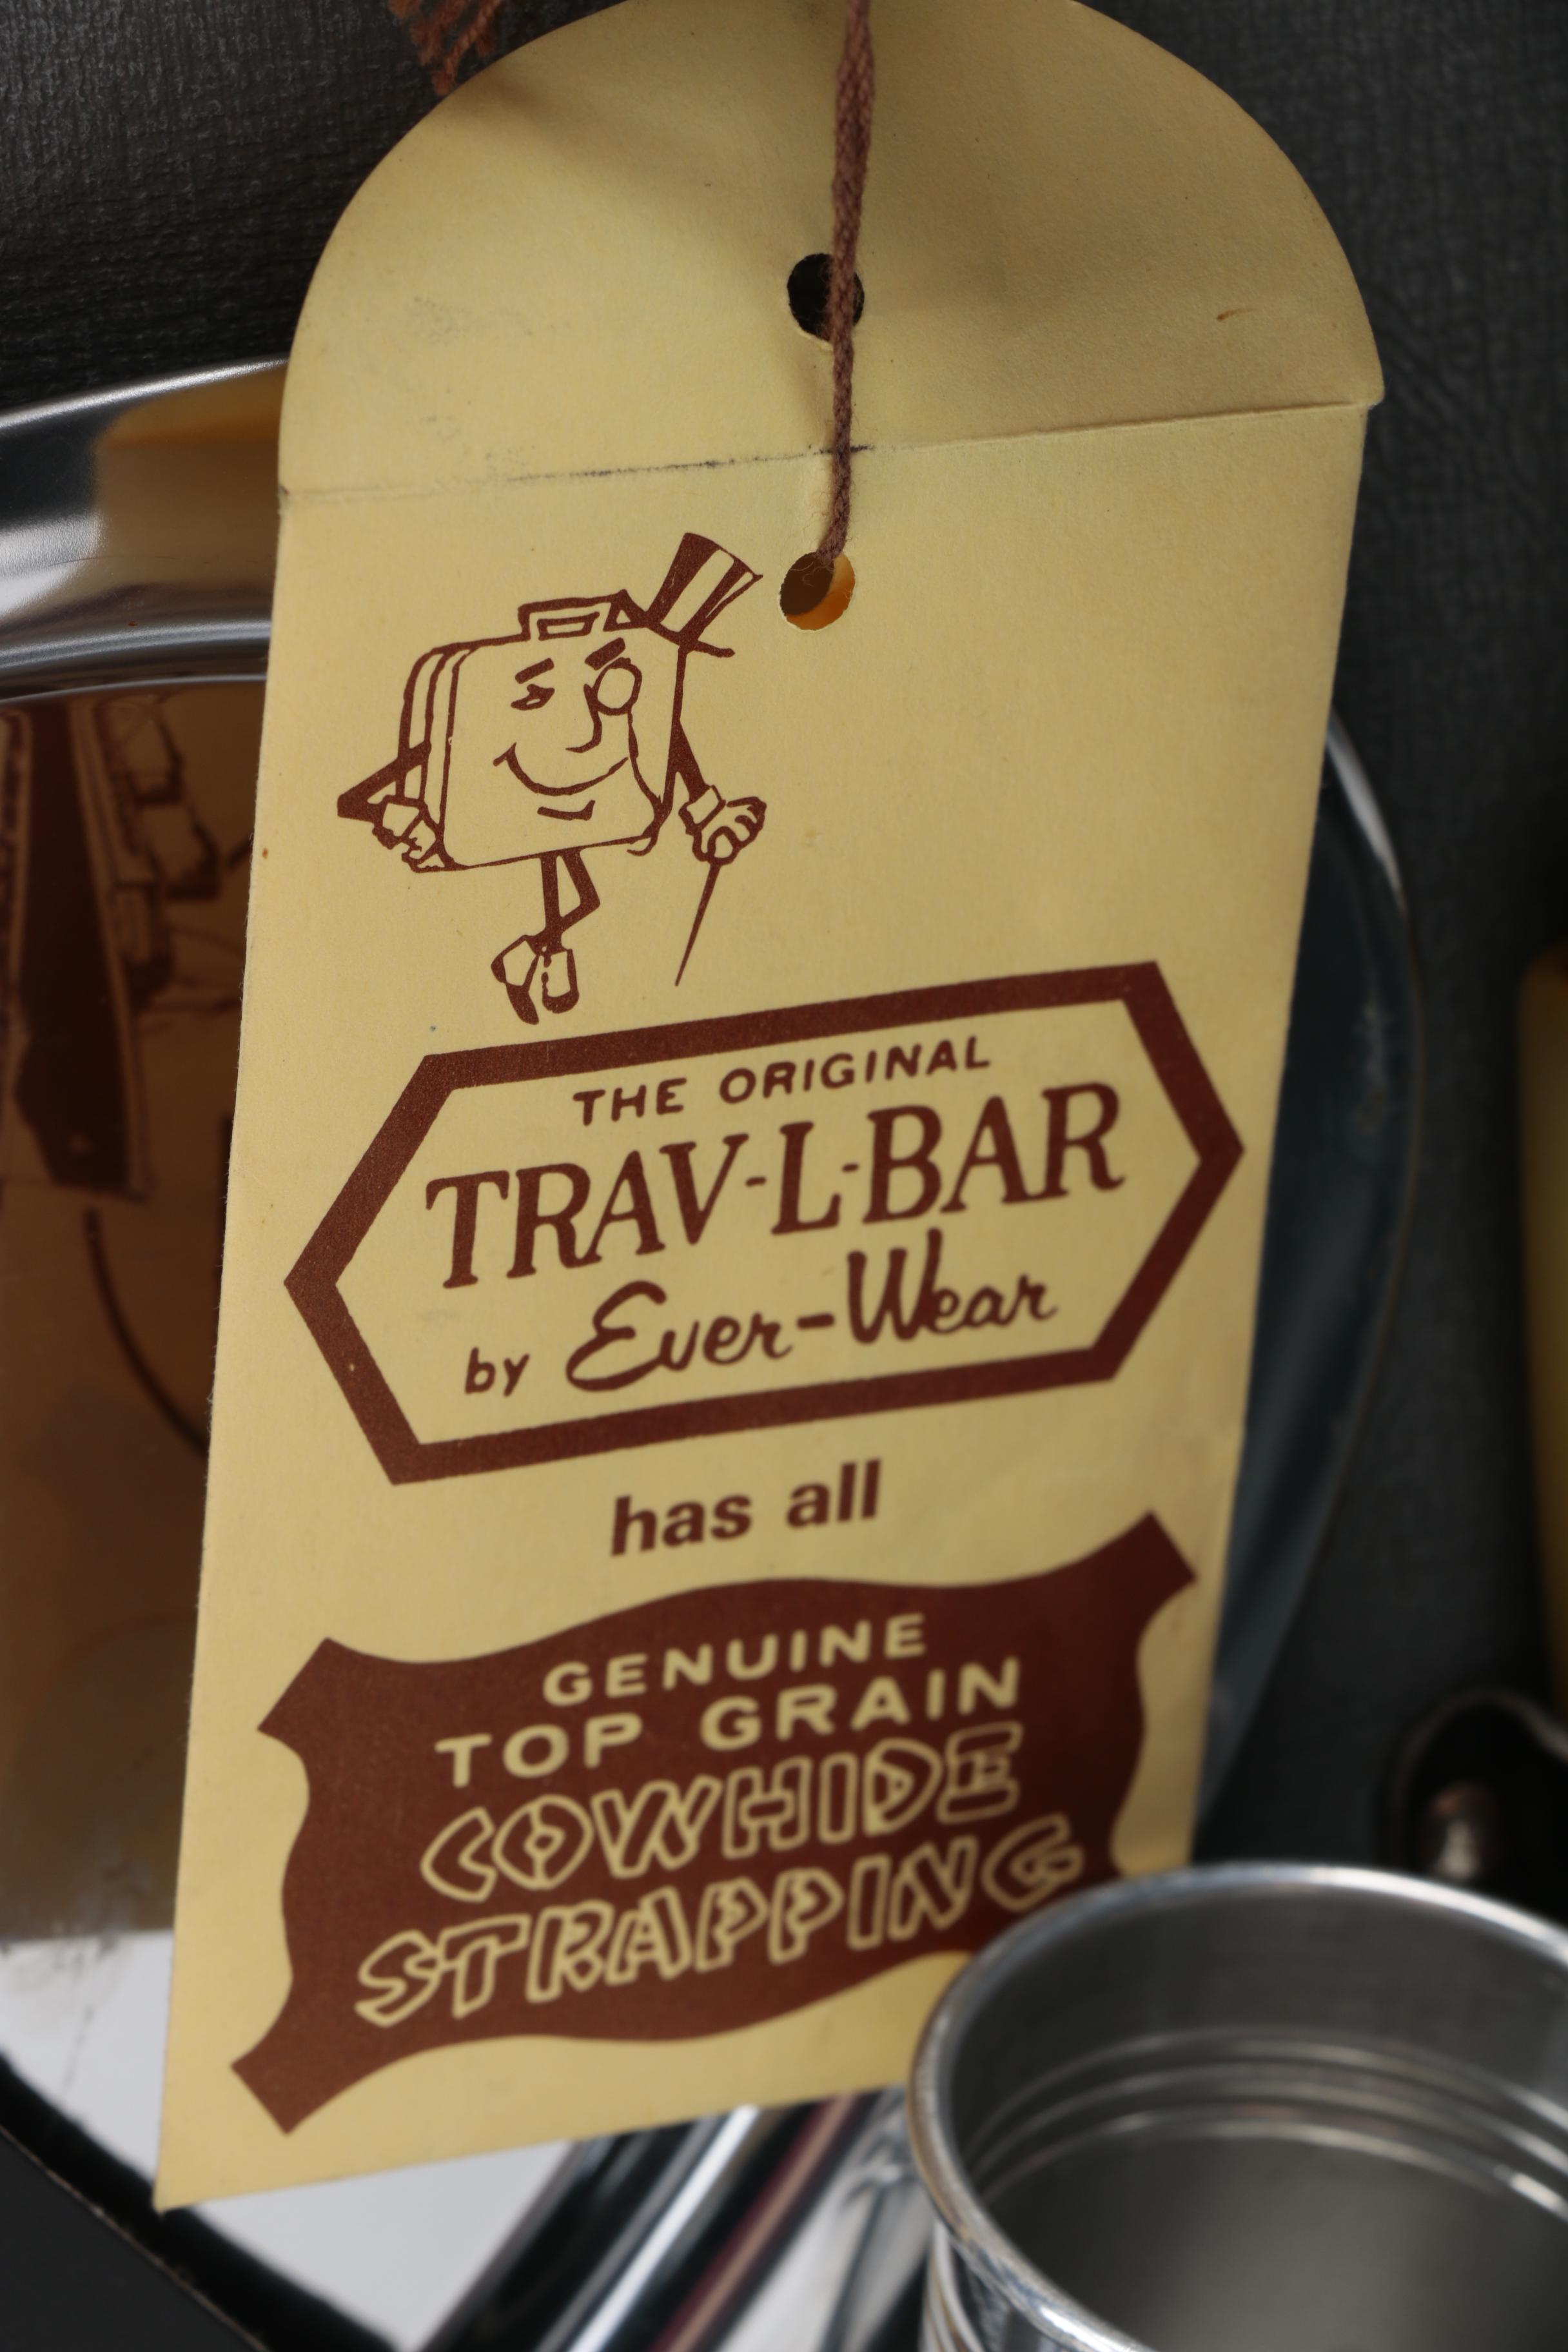 THE ORIGINAL
TRAV-L-BAR
by Ever-Wear
has all
GENUINE
TOP GRAIN
COWHIDE
STRAPPING